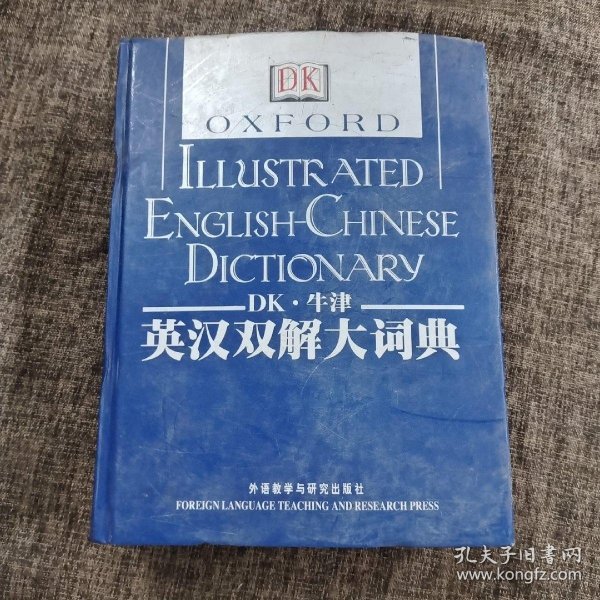 DK
OXFORD
ILLUSTRATED
ENGLISH-CHINESE
DICTIONARY
DK·牛津
英汉双解大词典
外语教学与研究出版社
FOREIGN LANGUAGE TEACHING AND RESEARCH PRESS
孔夫子旧书网
www.kongfz.com